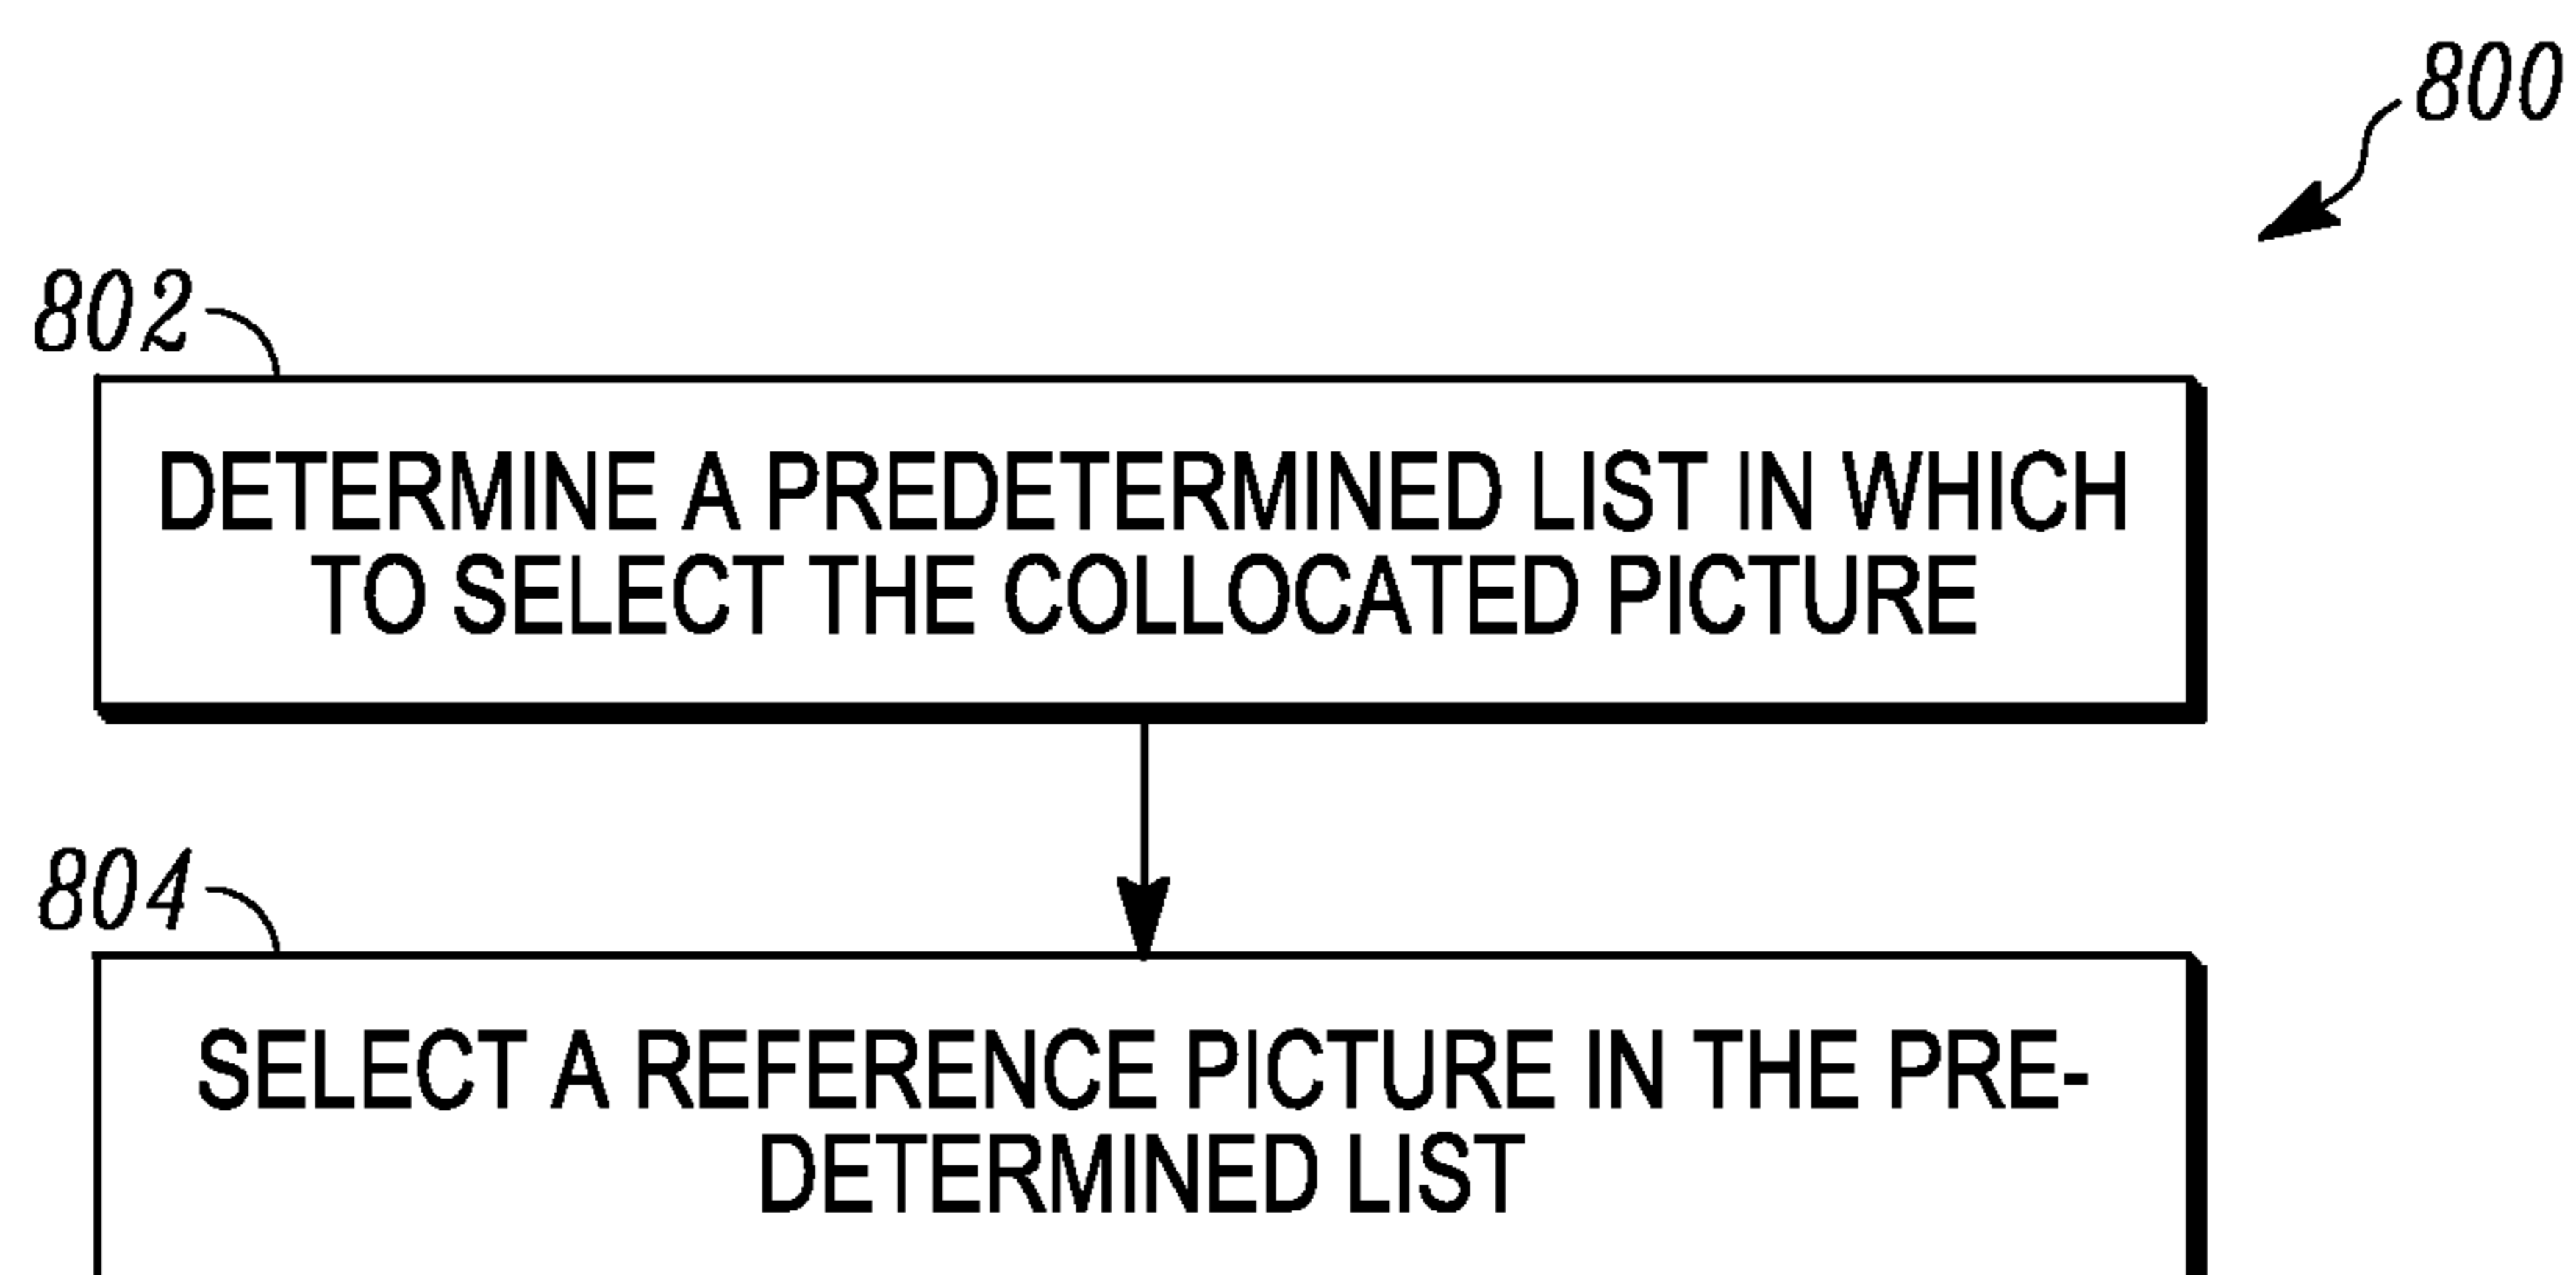 800
802
DETERMINE A PREDETERMINED LIST IN WHICH
TO SELECT THE COLLOCATED PICTURE
804
SELECT A REFERENCE PICTURE IN THE PRE-
DETERMINED LIST